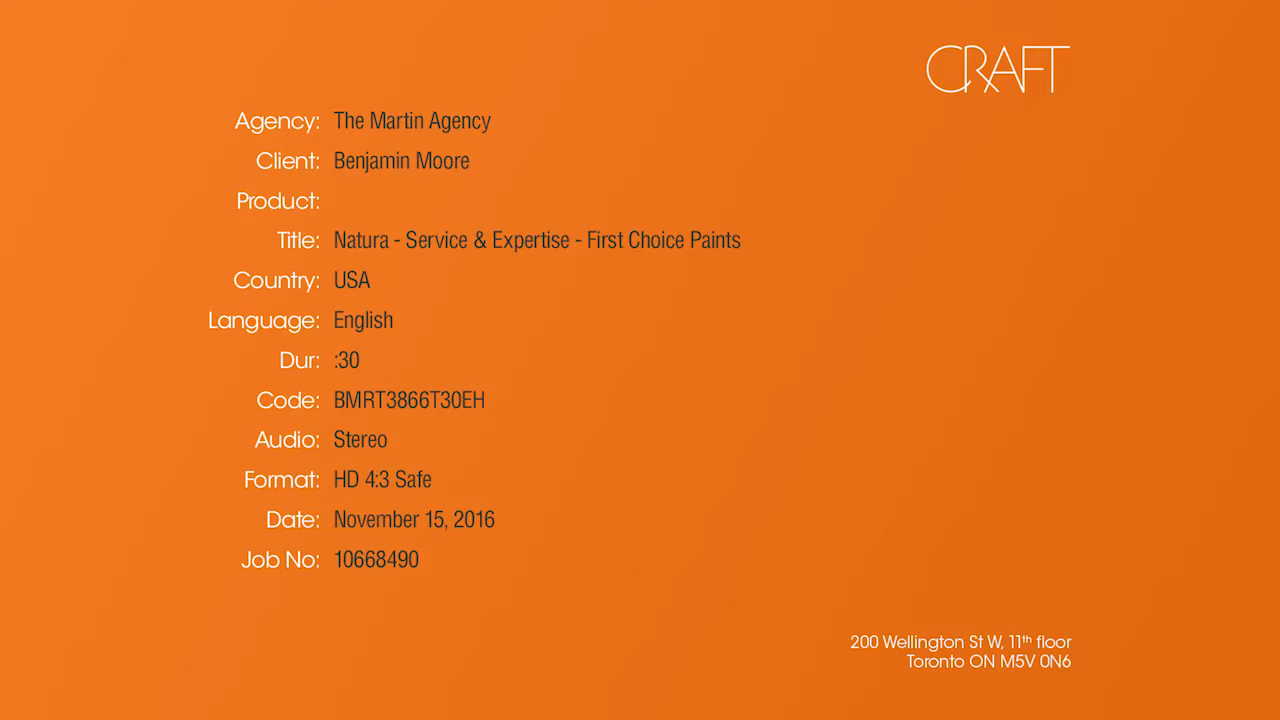 CRAFT
Agency: The Martin Agency
Client: Benjamin Moore
Product:
Title: Natura - Service & Expertise - First Choice Paints
Country: USA
Language: English
Dur: :30
Code: BMRT3866T30EH
Audio: Stereo
Format: HD 4:3 Safe
Date: November 15, 2016
Job No: 10668490
200 Wellington St W, 11th floor
Toronto ON M5V 0N6